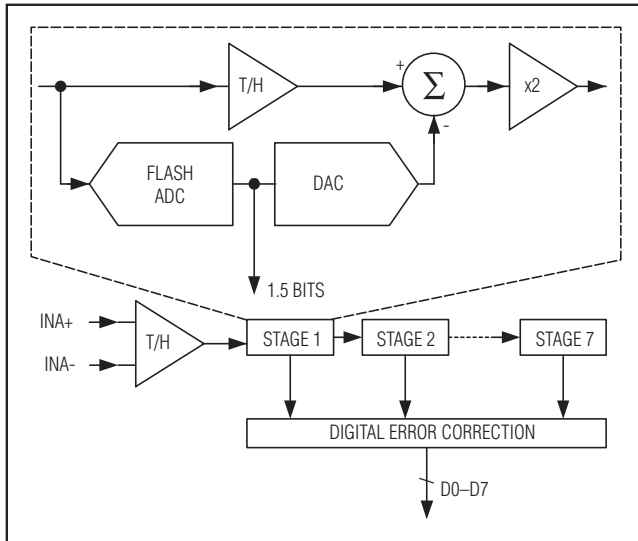 T/H
+
Σ
-
x2
FLASH
ADC
DAC
1.5 BITS
INA+
INA-
T/H
STAGE 1
STAGE 2
STAGE 7
DIGITAL ERROR CORRECTION
D0–D7